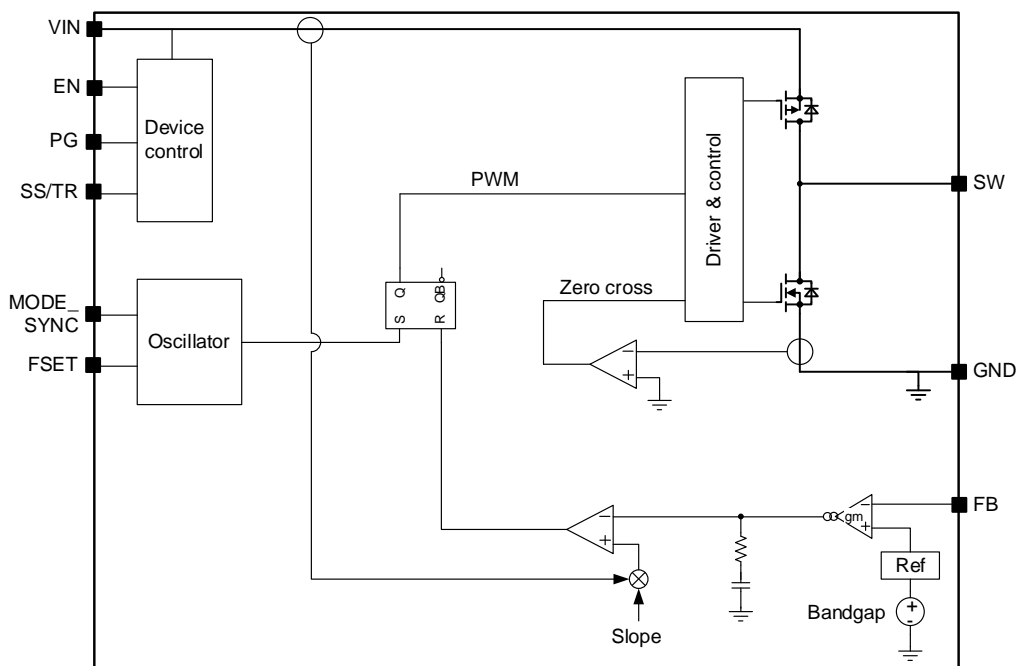 VIN
EN
PG
SS/TR
Device
control
MODE_
SYNC
FSET
Oscillator
PWM
Q QB
S R
Zero cross
Driver & control
SW
GND
FB
gm
Ref
Bandgap
Slope